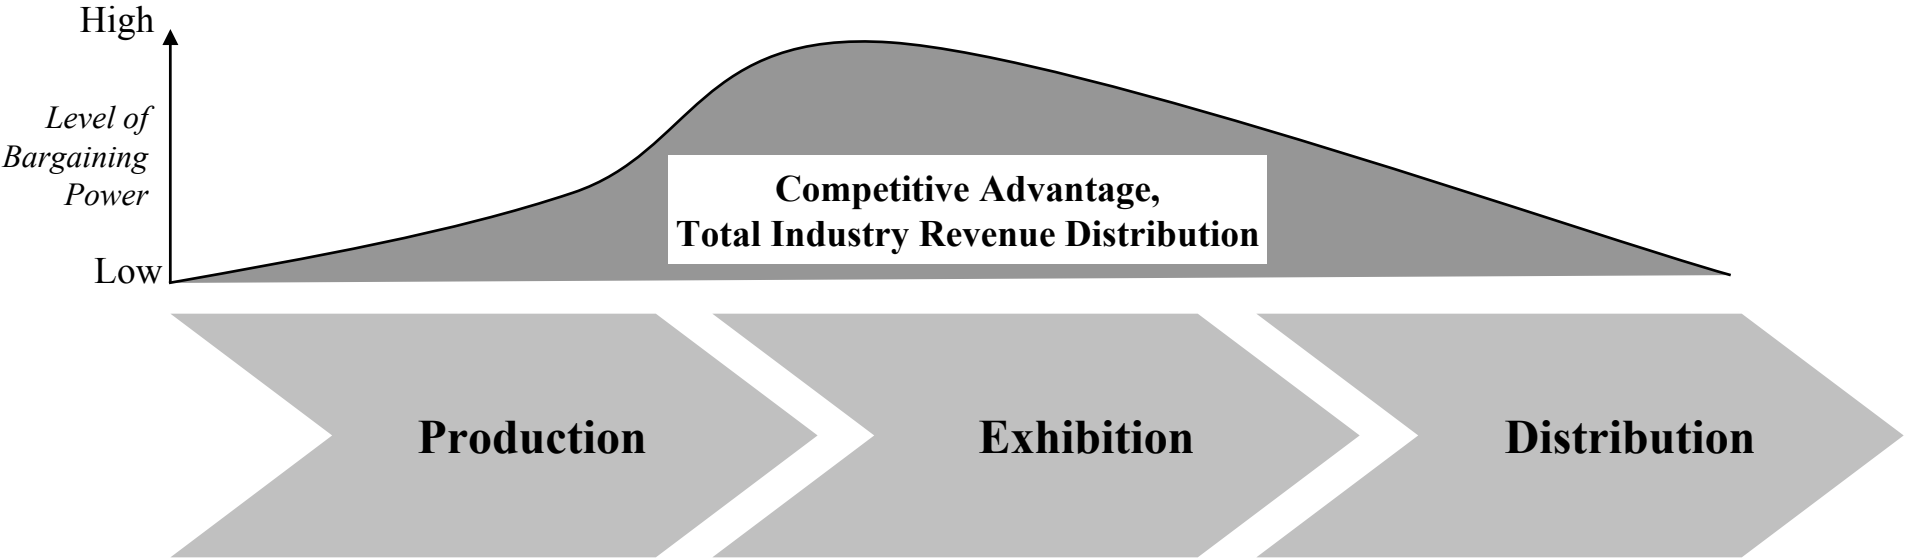 High
Level of
Bargaining
Power
Low
Competitive Advantage,
Total Industry Revenue Distribution
Production
Exhibition
Distribution